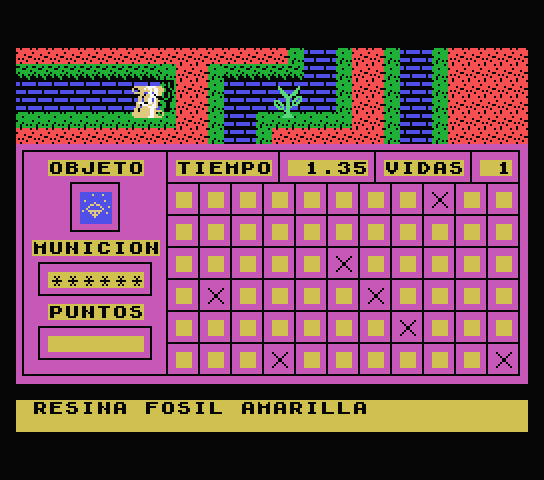 OBJETO TIEMPO 1.35 VIDAS 1
MUNICION
******
PUNTOS
RESINA FOSIL AMARILLA